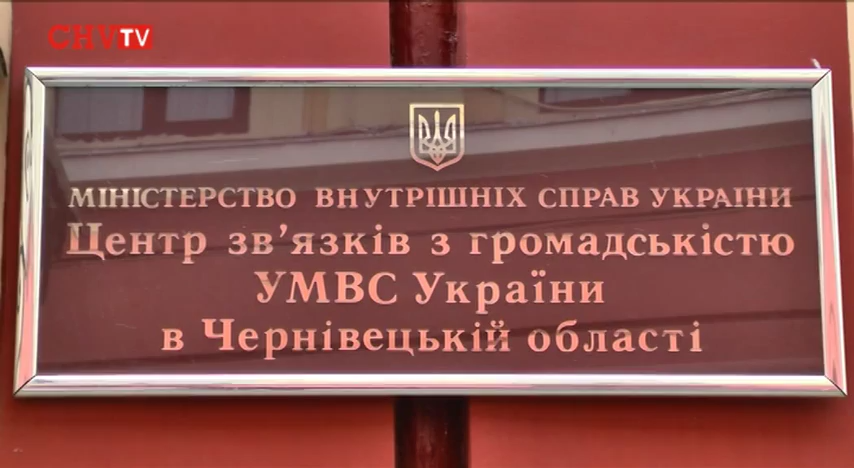 CHVTV
МІНІСТЕРСТВО ВНУТРІШНІХ СПРАВ УКРАЇНИ
Центр зв’язків з громадськістю
УМВС України
в Чернівецькій області